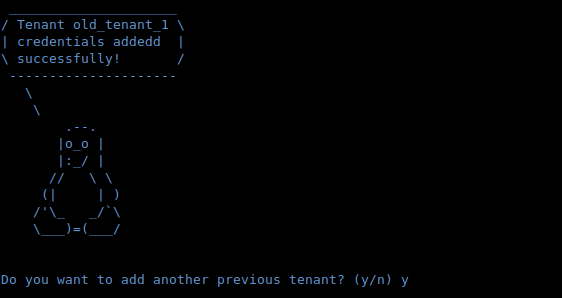 Tenant old_tenant_1
credentials addedd
successfully!
Do you want to add another previous tenant? (y/n) y